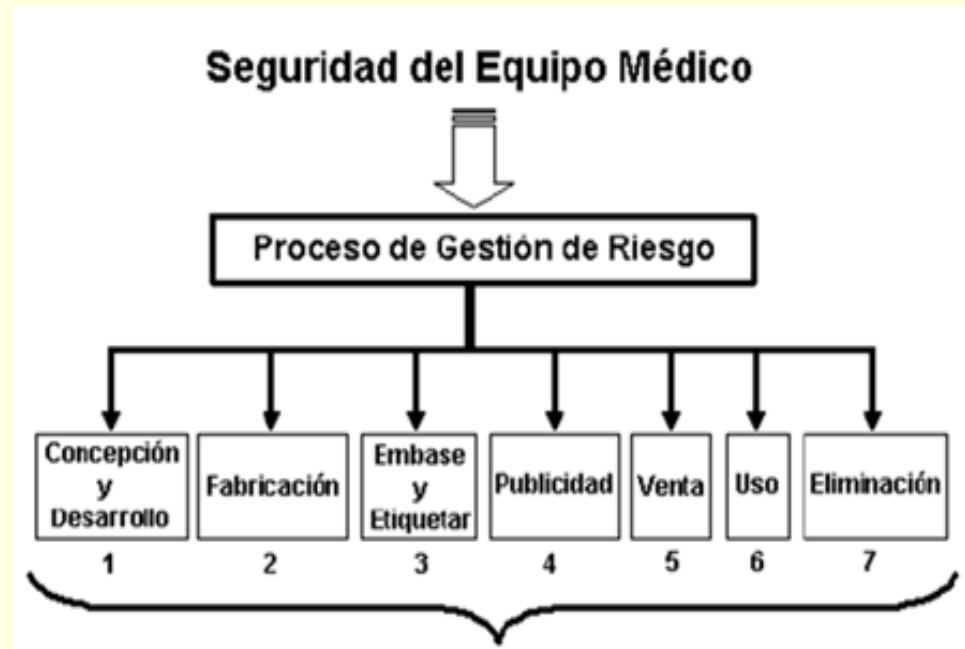 Seguridad del Equipo Médico
Proceso de Gestión de Riesgo
Concepción
y
Desarrollo
Fabricación
Embase
y
Etiquetar
Publicidad
Venta
Uso
Eliminación
1
2
3
4
5
6
7